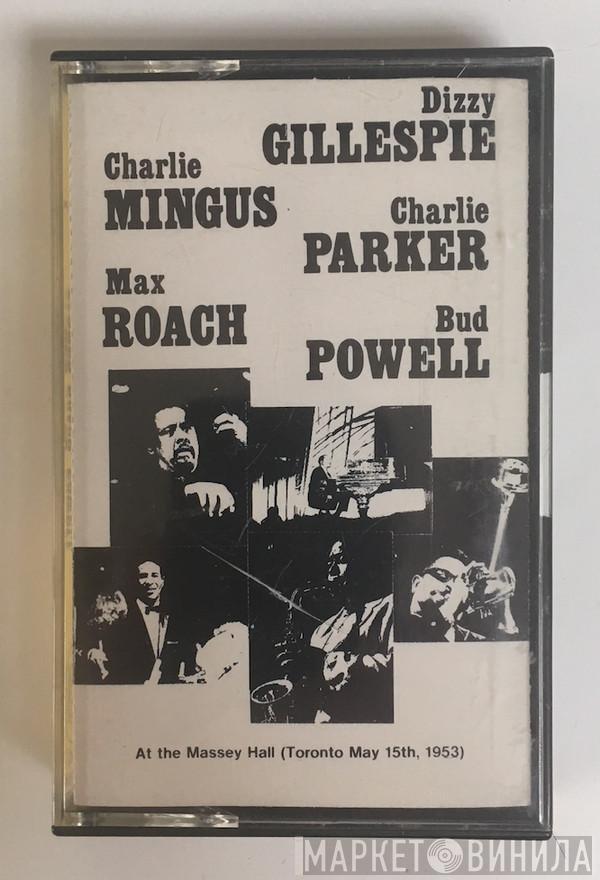 Dizzy
GILLESPIE
Charlie
MINGUS
Charlie
PARKER
Max
ROACH
Bud
POWELL
At the Massey Hall (Toronto May 15th, 1953)
МАРКЕТ ВИНИЛА